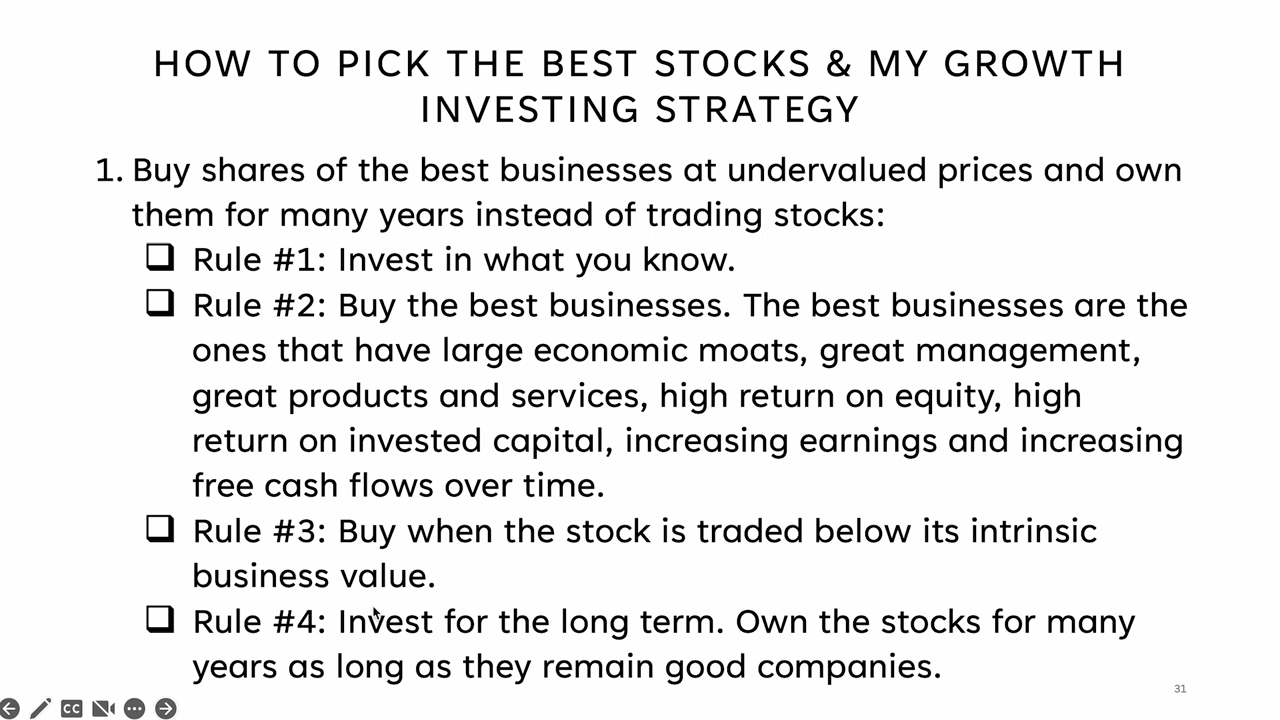 HOW TO PICK THE BEST STOCKS & MY GROWTH
INVESTING STRATEGY
1. Buy shares of the best businesses at undervalued prices and own
them for many years instead of trading stocks:
❑ Rule #1: Invest in what you know.
❑ Rule #2: Buy the best businesses. The best businesses are the
ones that have large economic moats, great management,
great products and services, high return on equity, high
return on invested capital, increasing earnings and increasing
free cash flows over time.
❑ Rule #3: Buy when the stock is traded below its intrinsic
business value.
❑ Rule #4: Invest for the long term. Own the stocks for many
years as long as they remain good companies.
31
CC